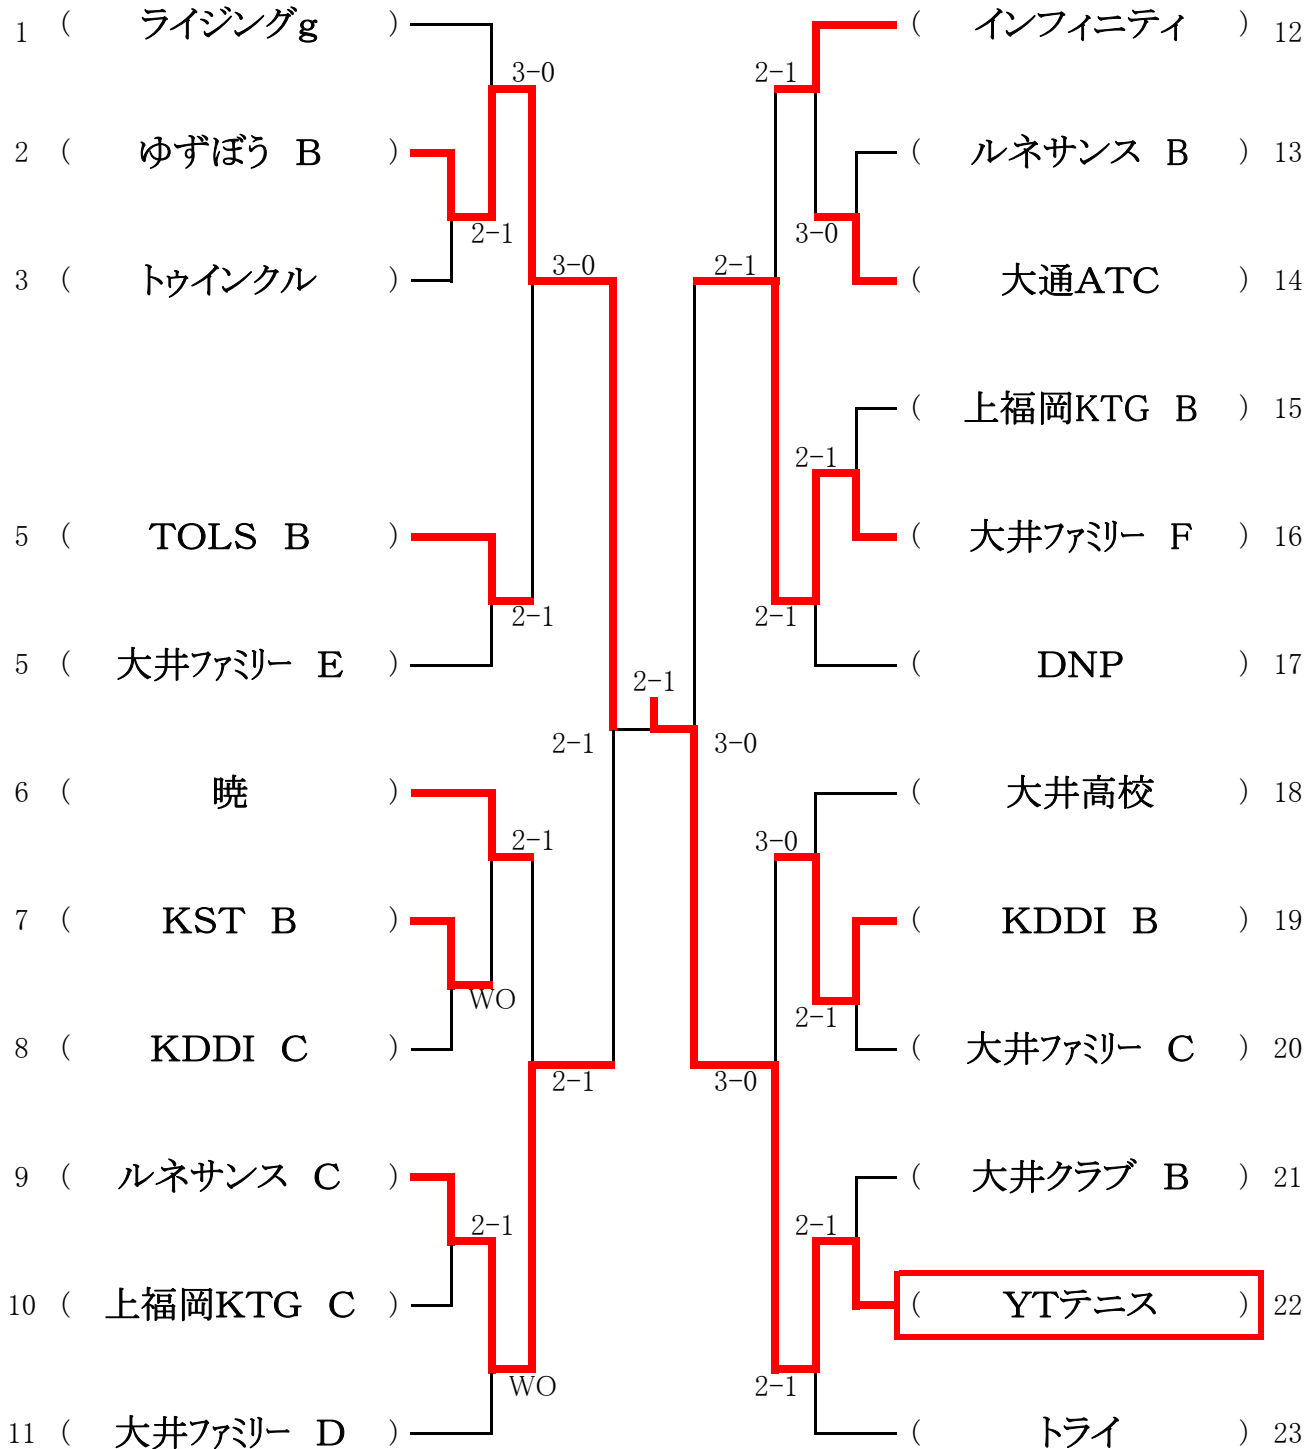 1 ( ライジングg )
3-0
2 ( ゆずぼう B )
2-1
3 ( トゥインクル )
3-0
5 ( TOLS B )
2-1
5 ( 大井ファミリー E )
2-1
6 ( 暁 )
2-1
7 ( KST B )
WO
8 ( KDDI C )
2-1
9 ( ルネサンス C )
2-1
10 ( 上福岡KTG C )
WO
11 ( 大井ファミリー D )
2-1
( インフィニティ ) 12
2-1
( ルネサンス B ) 13
3-0
( 大通ATC ) 14
2-1
( 上福岡KTG B ) 15
2-1
( 大井ファミリー F ) 16
2-1
( DNP ) 17
3-0
( 大井高校 ) 18
3-0
( KDDI B ) 19
2-1
( 大井ファミリー C ) 20
3-0
( 大井クラブ B ) 21
2-1
( YTテニス ) 22
2-1
( トライ ) 23